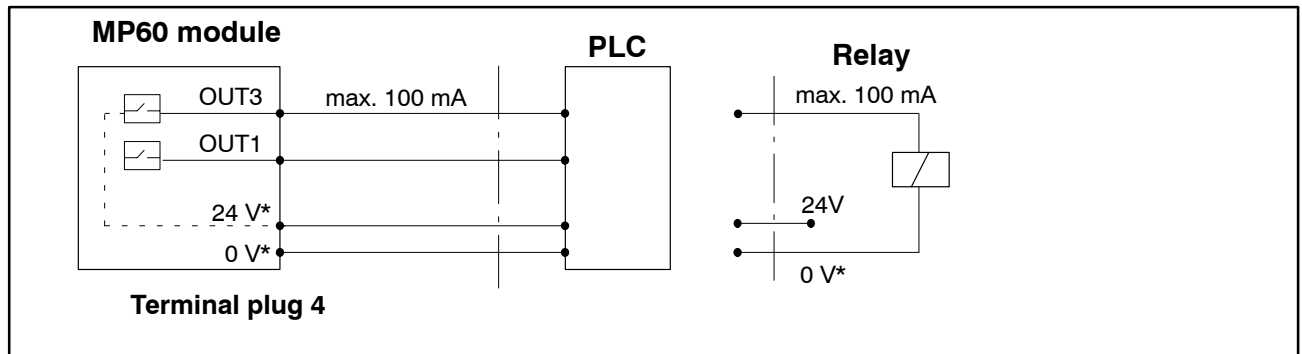 MP60 module
PLC
Relay
OUT3
max. 100 mA
max. 100 mA
OUT1
24 V*
24V
0 V*
0 V*
Terminal plug 4